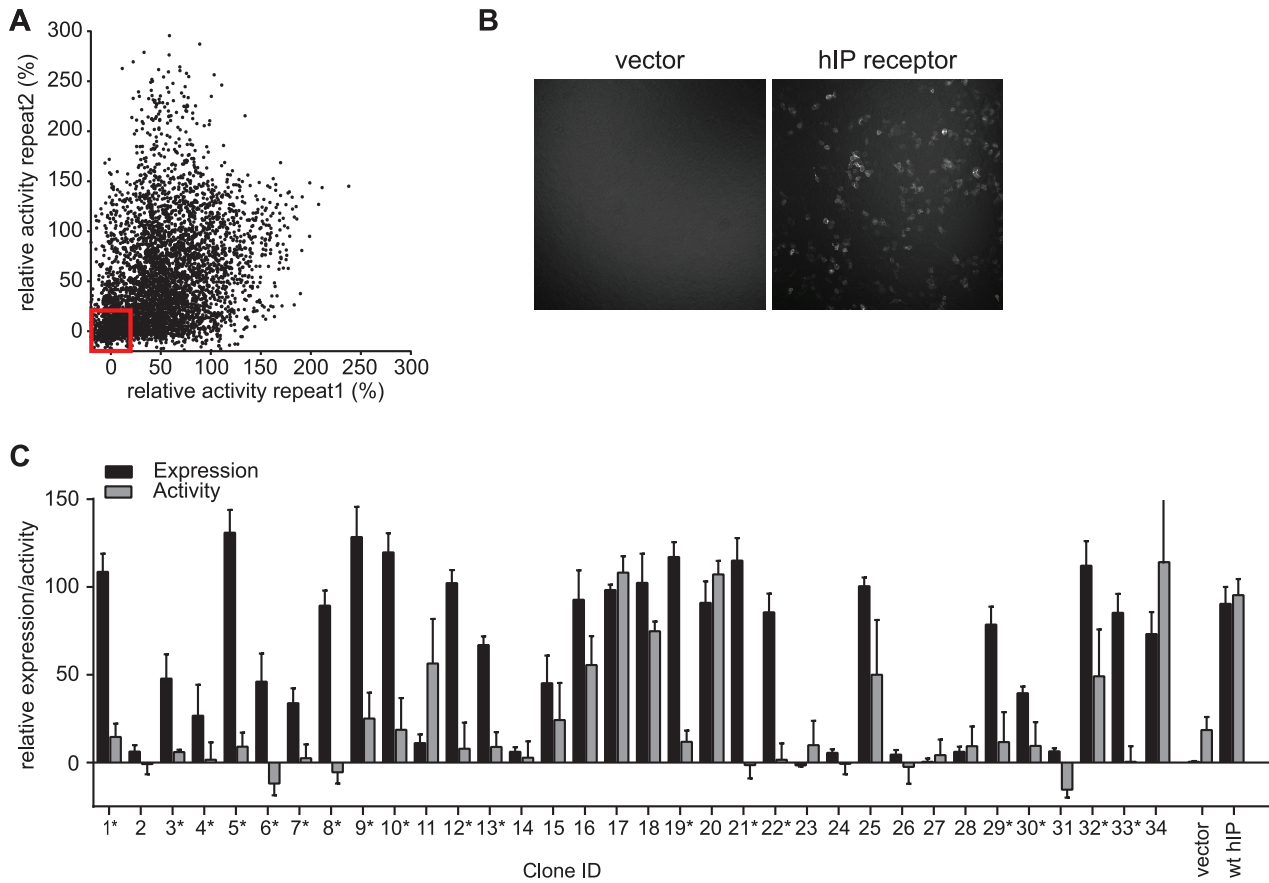 A
300
250
200
150
100
50
0
relative activity repeat2 (%)
0 50 100 150 200 250 300
relative activity repeat1 (%)
B
vector hIP receptor
C
Expression
Activity
150
100
50
0
relative expression/activity
1* 2 3* 4* 5* 6* 7* 8* 9* 10* 11 12* 13* 14 15 16 17 18 19* 20 21* 22* 23 24 25 26 27 28 29* 30* 31 32* 33* 34 vector wt hIP
Clone ID